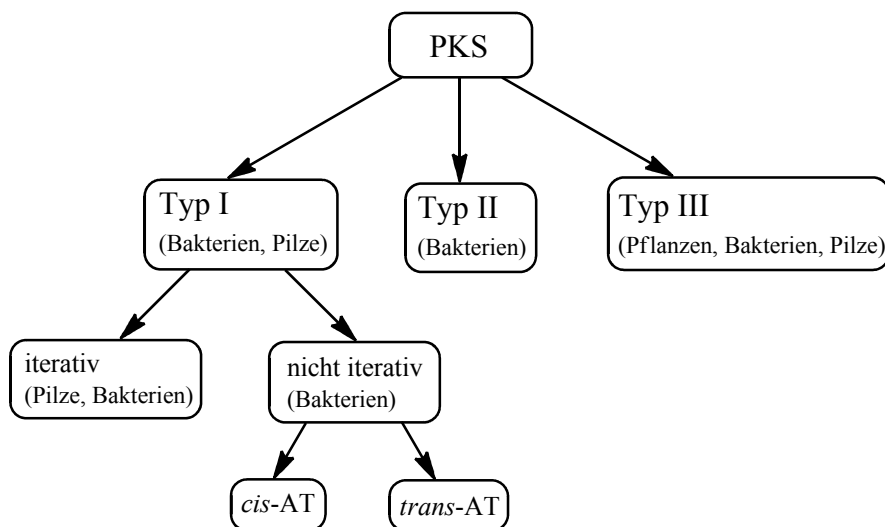 PKS
Typ I
(Bakterien, Pilze)
Typ II
(Bakterien)
Typ III
(Pflanzen, Bakterien, Pilze)
iterativ
(Pilze, Bakterien)
nicht iterativ
(Bakterien)
cis-AT
trans-AT